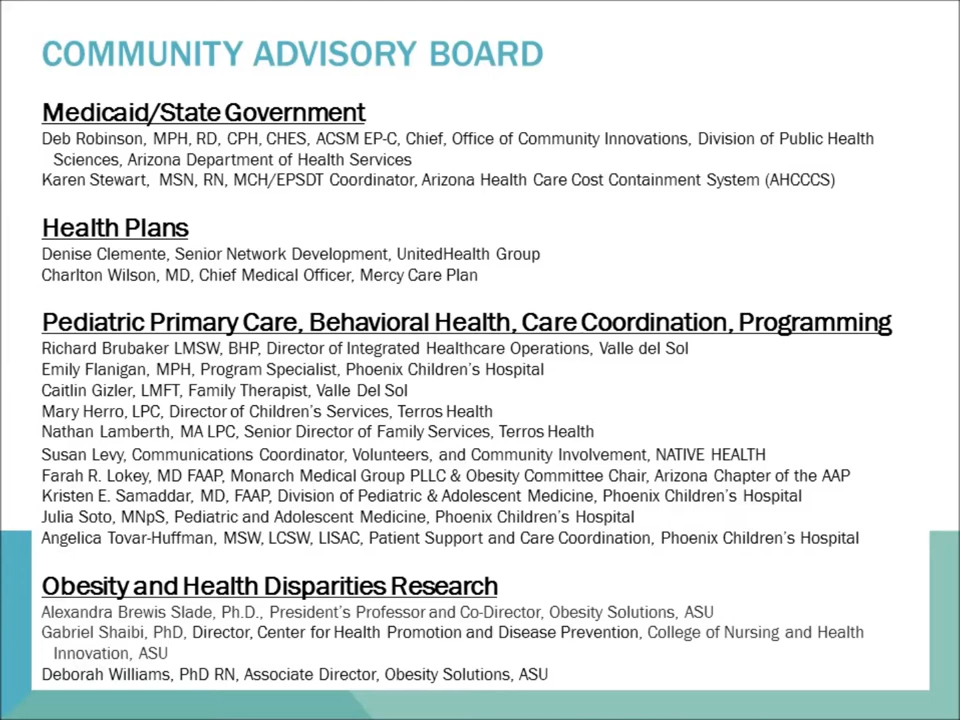 COMMUNITY ADVISORY BOARD
Medicaid/State Government
Deb Robinson, MPH, RD, CPH, CHES, ACSM EP-C, Chief, Office of Community Innovations, Division of Public Health
Sciences, Arizona Department of Health Services
Karen Stewart, MSN, RN, MCH/EPSDT Coordinator, Arizona Health Care Cost Containment System (AHCCCS)
Health Plans
Denise Clemente, Senior Network Development, UnitedHealth Group
Charlton Wilson, MD, Chief Medical Officer, Mercy Care Plan
Pediatric Primary Care, Behavioral Health, Care Coordination, Programming
Richard Brubaker LMSW, BHP, Director of Integrated Healthcare Operations, Valle del Sol
Emily Flanigan, MPH, Program Specialist, Phoenix Children's Hospital
Caitlin Gizler, LMFT, Family Therapist, Valle Del Sol
Mary Herro, LPC, Director of Children's Services, Terros Health
Nathan Lamberth, MA LPC, Senior Director of Family Services, Terros Health
Susan Levy, Communications Coordinator, Volunteers, and Community Involvement, NATIVE HEALTH
Farah R. Lokey, MD FAAP, Monarch Medical Group PLLC & Obesity Committee Chair, Arizona Chapter of the AAP
Kristen E. Samaddar, MD, FAAP, Division of Pediatric & Adolescent Medicine, Phoenix Children's Hospital
Julia Soto, MNpS, Pediatric and Adolescent Medicine, Phoenix Children's Hospital
Angelica Tovar-Huffman, MSW, LCSW, LISAC, Patient Support and Care Coordination, Phoenix Children's Hospital
Obesity and Health Disparities Research
Alexandra Brewis Slade, Ph.D., President's Professor and Co-Director, Obesity Solutions, ASU
Gabriel Shaibi, PhD, Director, Center for Health Promotion and Disease Prevention, College of Nursing and Health
Innovation, ASU
Deborah Williams, PhD RN, Associate Director, Obesity Solutions, ASU